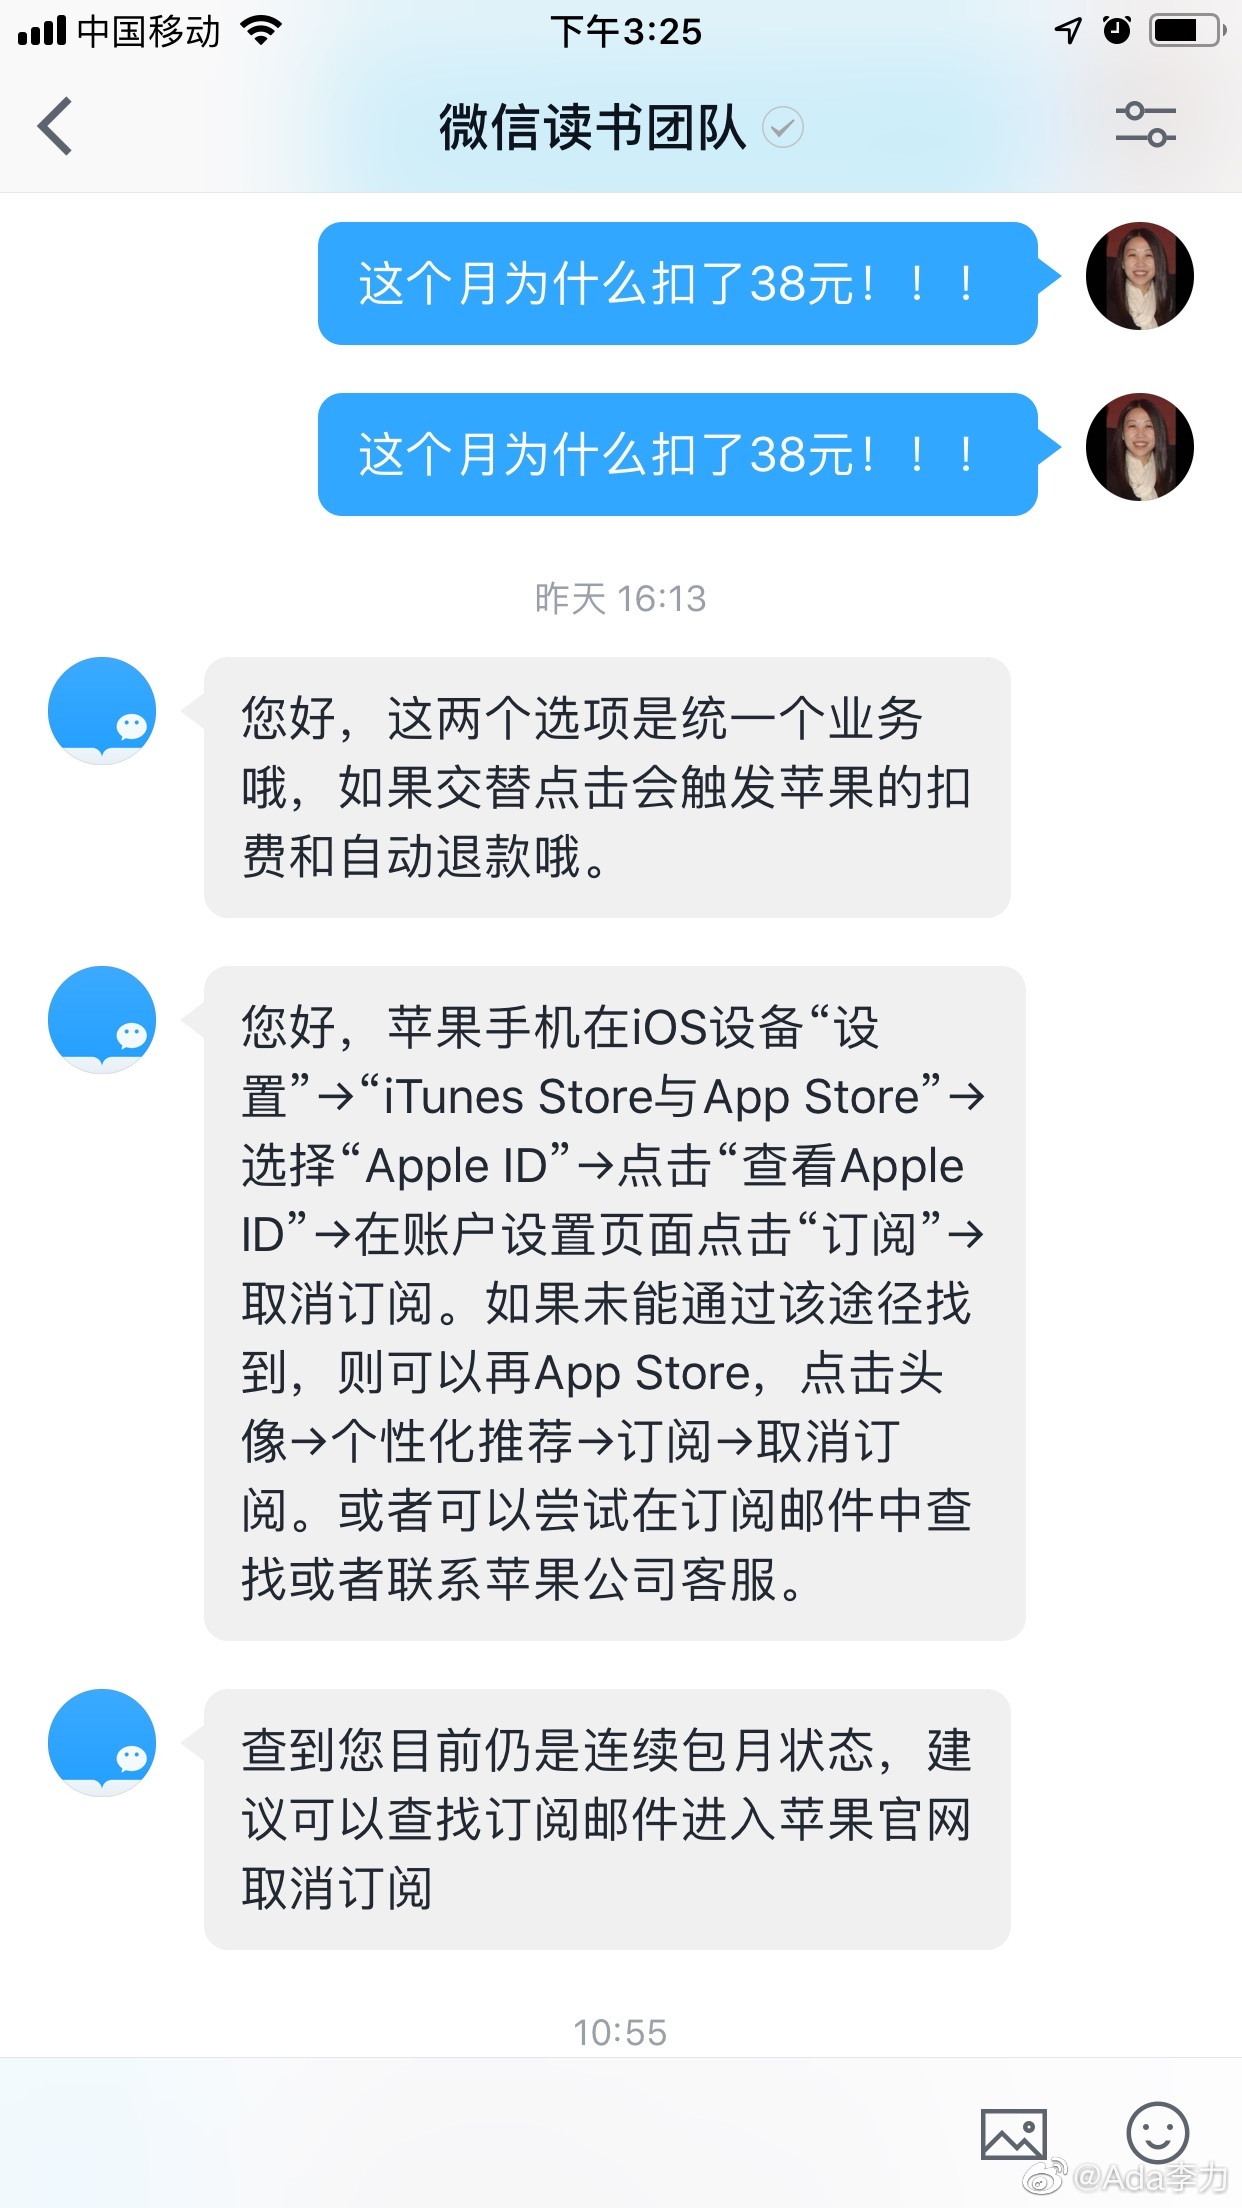 中国移动
下午3:25
微信读书团队
这个月为什么扣了38元！！！
这个月为什么扣了38元！！！
昨天 16:13
您好，这两个选项是统一个业务
哦，如果交替点击会触发苹果的扣
费和自动退款哦。
您好，苹果手机在iOS设备“设
置”→“iTunes Store与App Store”→
选择“Apple ID”→点击“查看Apple
ID”→在账户设置页面点击“订阅”→
取消订阅。如果未能通过该途径找
到，则可以再App Store，点击头
像→个性化推荐→订阅→取消订
阅。或者可以尝试在订阅邮件中查
找或者联系苹果公司客服。
查到您目前仍是连续包月状态，建
议可以查找订阅邮件进入苹果官网
取消订阅
10:55
@Ada李力